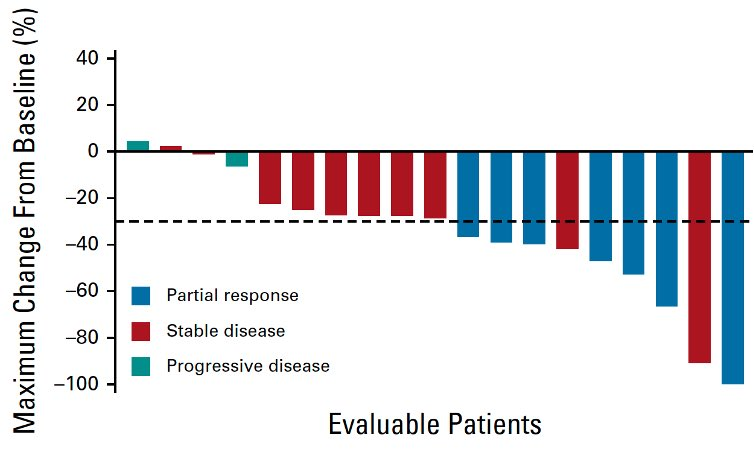 Maximum Change From Baseline (%)
40
20
0
–20
–40
–60
–80
–100
Partial response
Stable disease
Progressive disease
Evaluable Patients